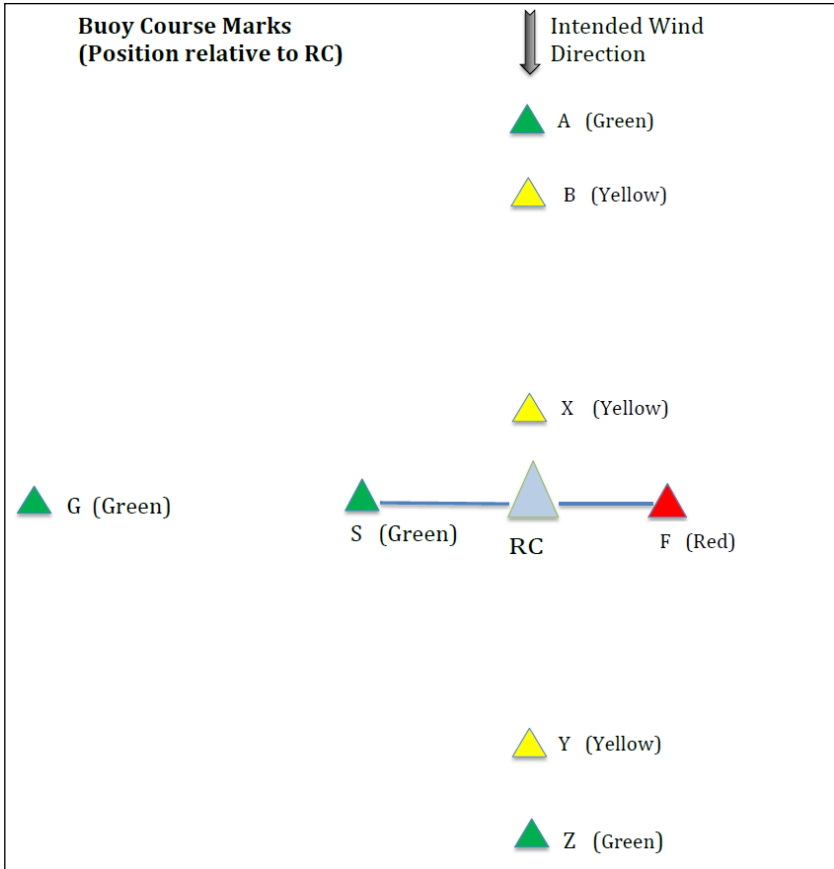 Buoy Course Marks
(Position relative to RC)
Intended Wind
Direction
A (Green)
B (Yellow)
X (Yellow)
G (Green)
S (Green)
RC
F (Red)
Y (Yellow)
Z (Green)